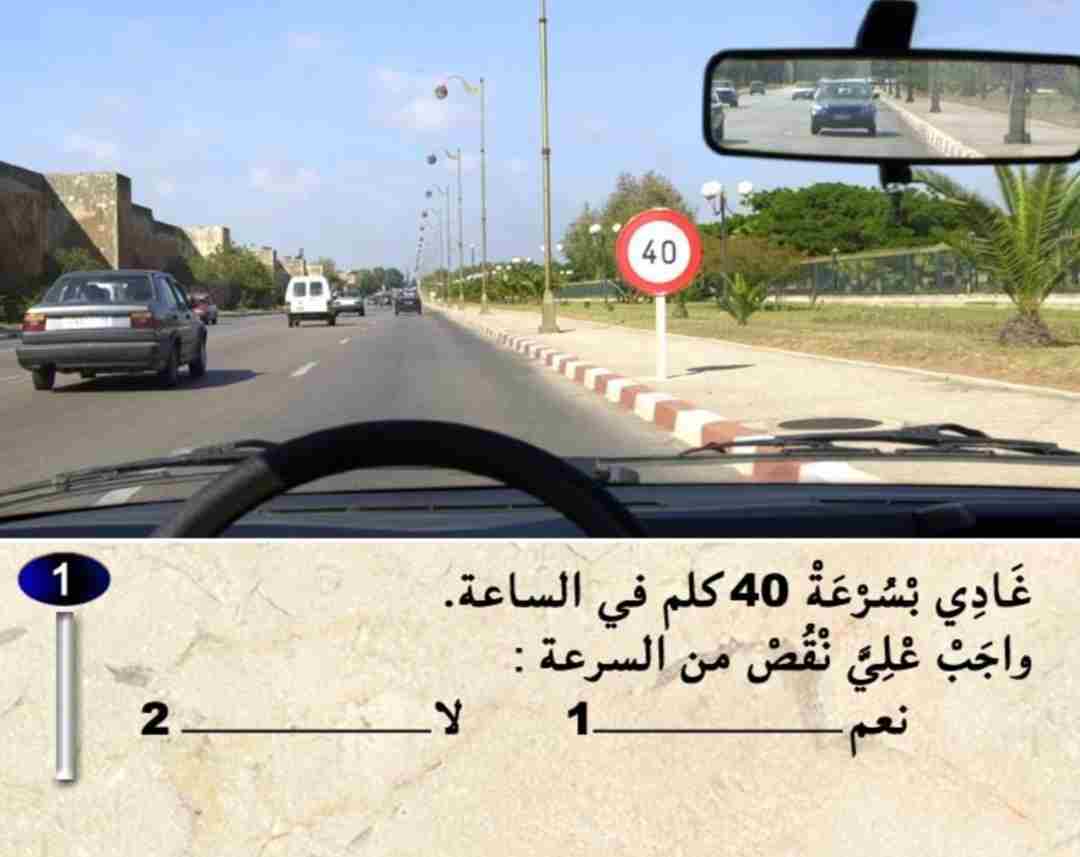 40
1
غَادِي بْسُرْعَةْ 40 كلم في الساعة.
واجَبْ عْلِيَّ نْقُصْ من السرعة :
نعم 1 لا 2